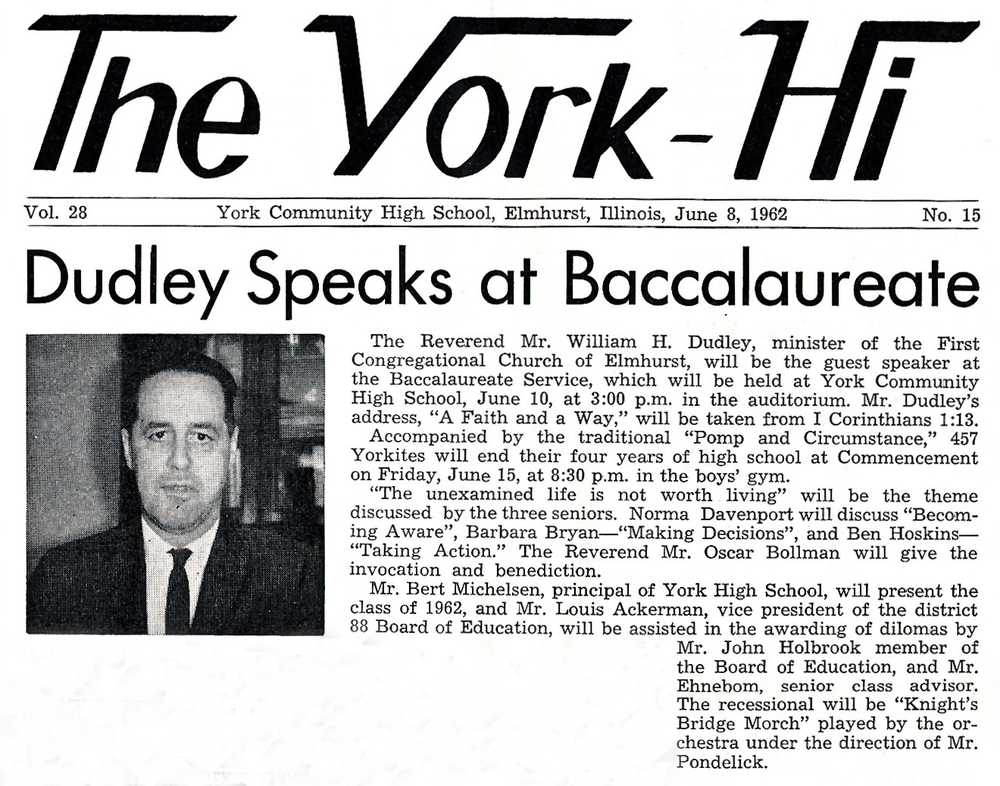 The York-Hi
Vol. 28 York Community High School, Elmhurst, Illinois, June 8, 1962 No. 15
Dudley Speaks at Baccalaureate
The Reverend Mr. William H. Dudley, minister of the First
Congregational Church of Elmhurst, will be the guest speaker at
the Baccalaureate Service, which will be held at York Community
High School, June 10, at 3:00 p.m. in the auditorium. Mr. Dudley's
address, "A Faith and a Way," will be taken from I Corinthians 1:13.
Accompanied by the traditional "Pomp and Circumstance," 457
Yorkites will end their four years of high school at Commencement
on Friday, June 15, at 8:30 p.m. in the boys' gym.
"The unexamined life is not worth living" will be the theme
discussed by the three seniors. Norma Davenport will discuss "Becom-
ing Aware", Barbara Bryan—"Making Decisions", and Ben Hoskins—
"Taking Action." The Reverend Mr. Oscar Bollman will give the
invocation and benediction.
Mr. Bert Michelsen, principal of York High School, will present the
class of 1962, and Mr. Louis Ackerman, vice president of the district
88 Board of Education, will be assisted in the awarding of dilomas by
Mr. John Holbrook member of
the Board of Education, and Mr.
Ehnebom, senior class advisor.
The recessional will be "Knight's
Bridge Morch" played by the or-
chestra under the direction of Mr.
Pondelick.